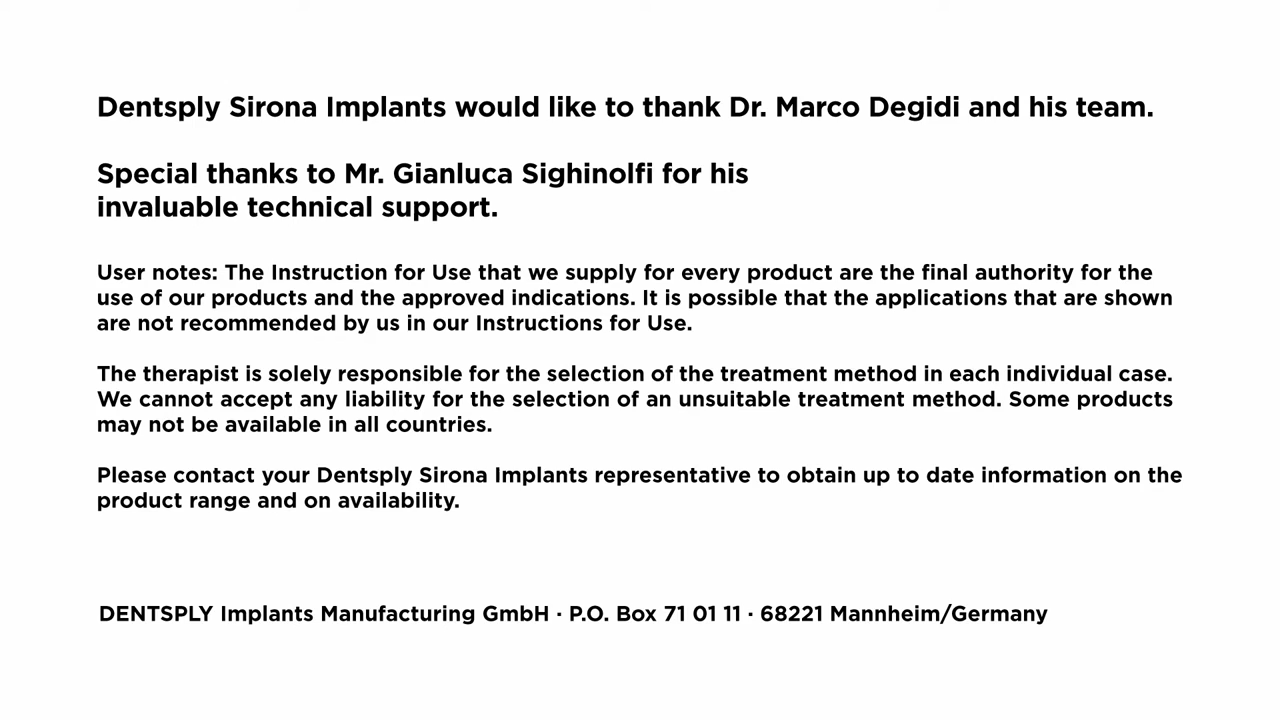 Dentsply Sirona Implants would like to thank Dr. Marco Degidi and his team.
Special thanks to Mr. Gianluca Sighinolfi for his
invaluable technical support.
User notes: The Instruction for Use that we supply for every product are the final authority for the
use of our products and the approved indications. It is possible that the applications that are shown
are not recommended by us in our Instructions for Use.
The therapist is solely responsible for the selection of the treatment method in each individual case.
We cannot accept any liability for the selection of an unsuitable treatment method. Some products
may not be available in all countries.
Please contact your Dentsply Sirona Implants representative to obtain up to date information on the
product range and on availability.
DENTSPLY Implants Manufacturing GmbH · P.O. Box 71 01 11 · 68221 Mannheim/Germany